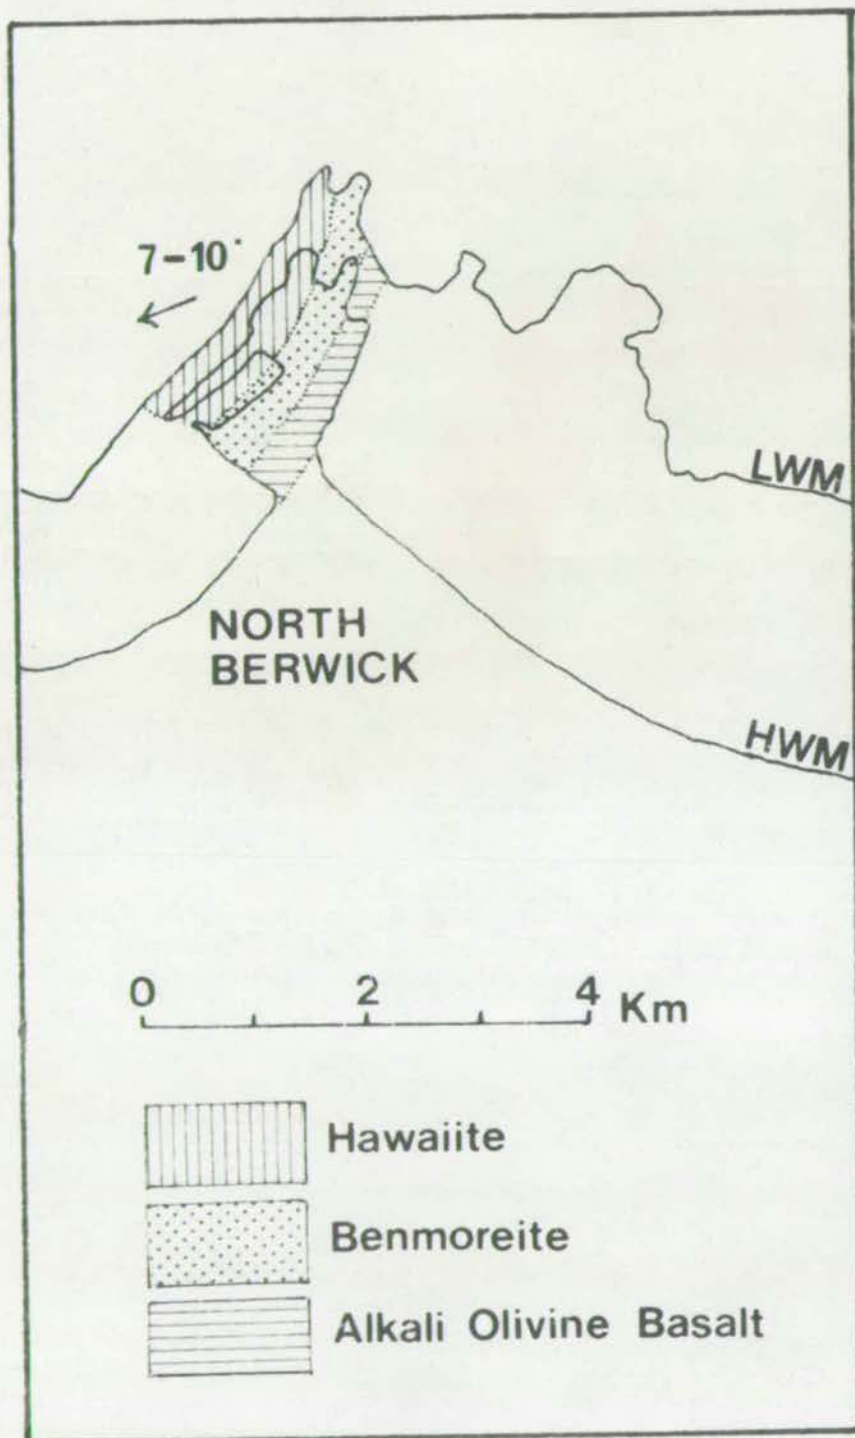 7-10°
LWM
NORTH
BERWICK
HWM
0 2 4 Km
Hawaiite
Benmoreite
Alkali Olivine Basalt